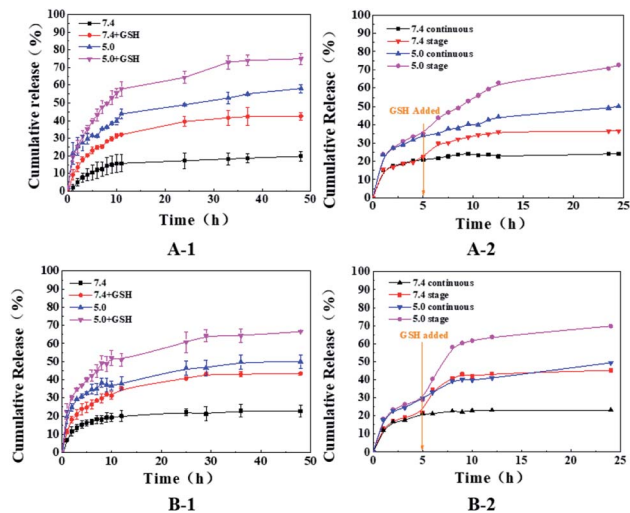 Cumulative release (%)
90
80
70
60
50
40
30
20
10
0
7.4
7.4+GSH
5.0
5.0+GSH
0 10 20 30 40 50
Time (h)
A-1
Cumulative Release (%)
100
90
80
70
60
50
40
30
20
10
0
7.4 continuous
7.4 stage
5.0 continuous
5.0 stage
GSH Added
0 5 10 15 20 25
Time (h)
A-2
Cumulative Release (%)
90
80
70
60
50
40
30
20
10
0
7.4
7.4+GSH
5.0
5.0+GSH
0 10 20 30 40 50
Time (h)
B-1
Cumulative Release (%)
100
90
80
70
60
50
40
30
20
10
0
7.4 continuous
7.4 stage
5.0 continuous
5.0 stage
GSH added
0 5 10 15 20 25
Time (h)
B-2